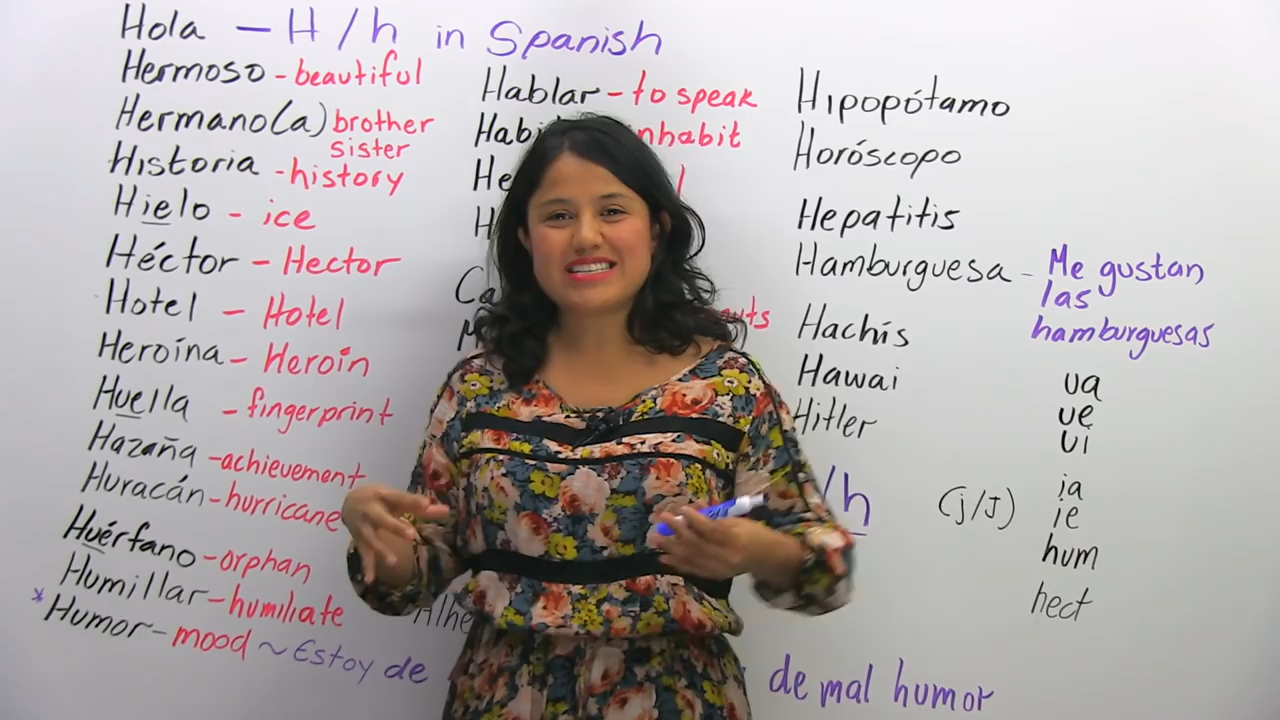 Hola – H/h in Spanish
Hermoso - beautiful
Hermano(a) brother
sister
Historia - history
Hielo - ice
Héctor - Hector
Hotel - Hotel
Heroína - Heroin
Huella - fingerprint
Hazaña - achievement
Huracán - hurricane
Huérfano - orphan
Humillar - humiliate
* Humor - mood ~ Estoy de
de mal humor
Hablar - to speak
Hipopótamo
Horóscopo
Hepatitis
Hamburguesa - Me gustan
las
hamburguesas
Hachís
Hawai
Hitler
/h
(j/J)
ua
ue
ui
ia
ie
hum
hect